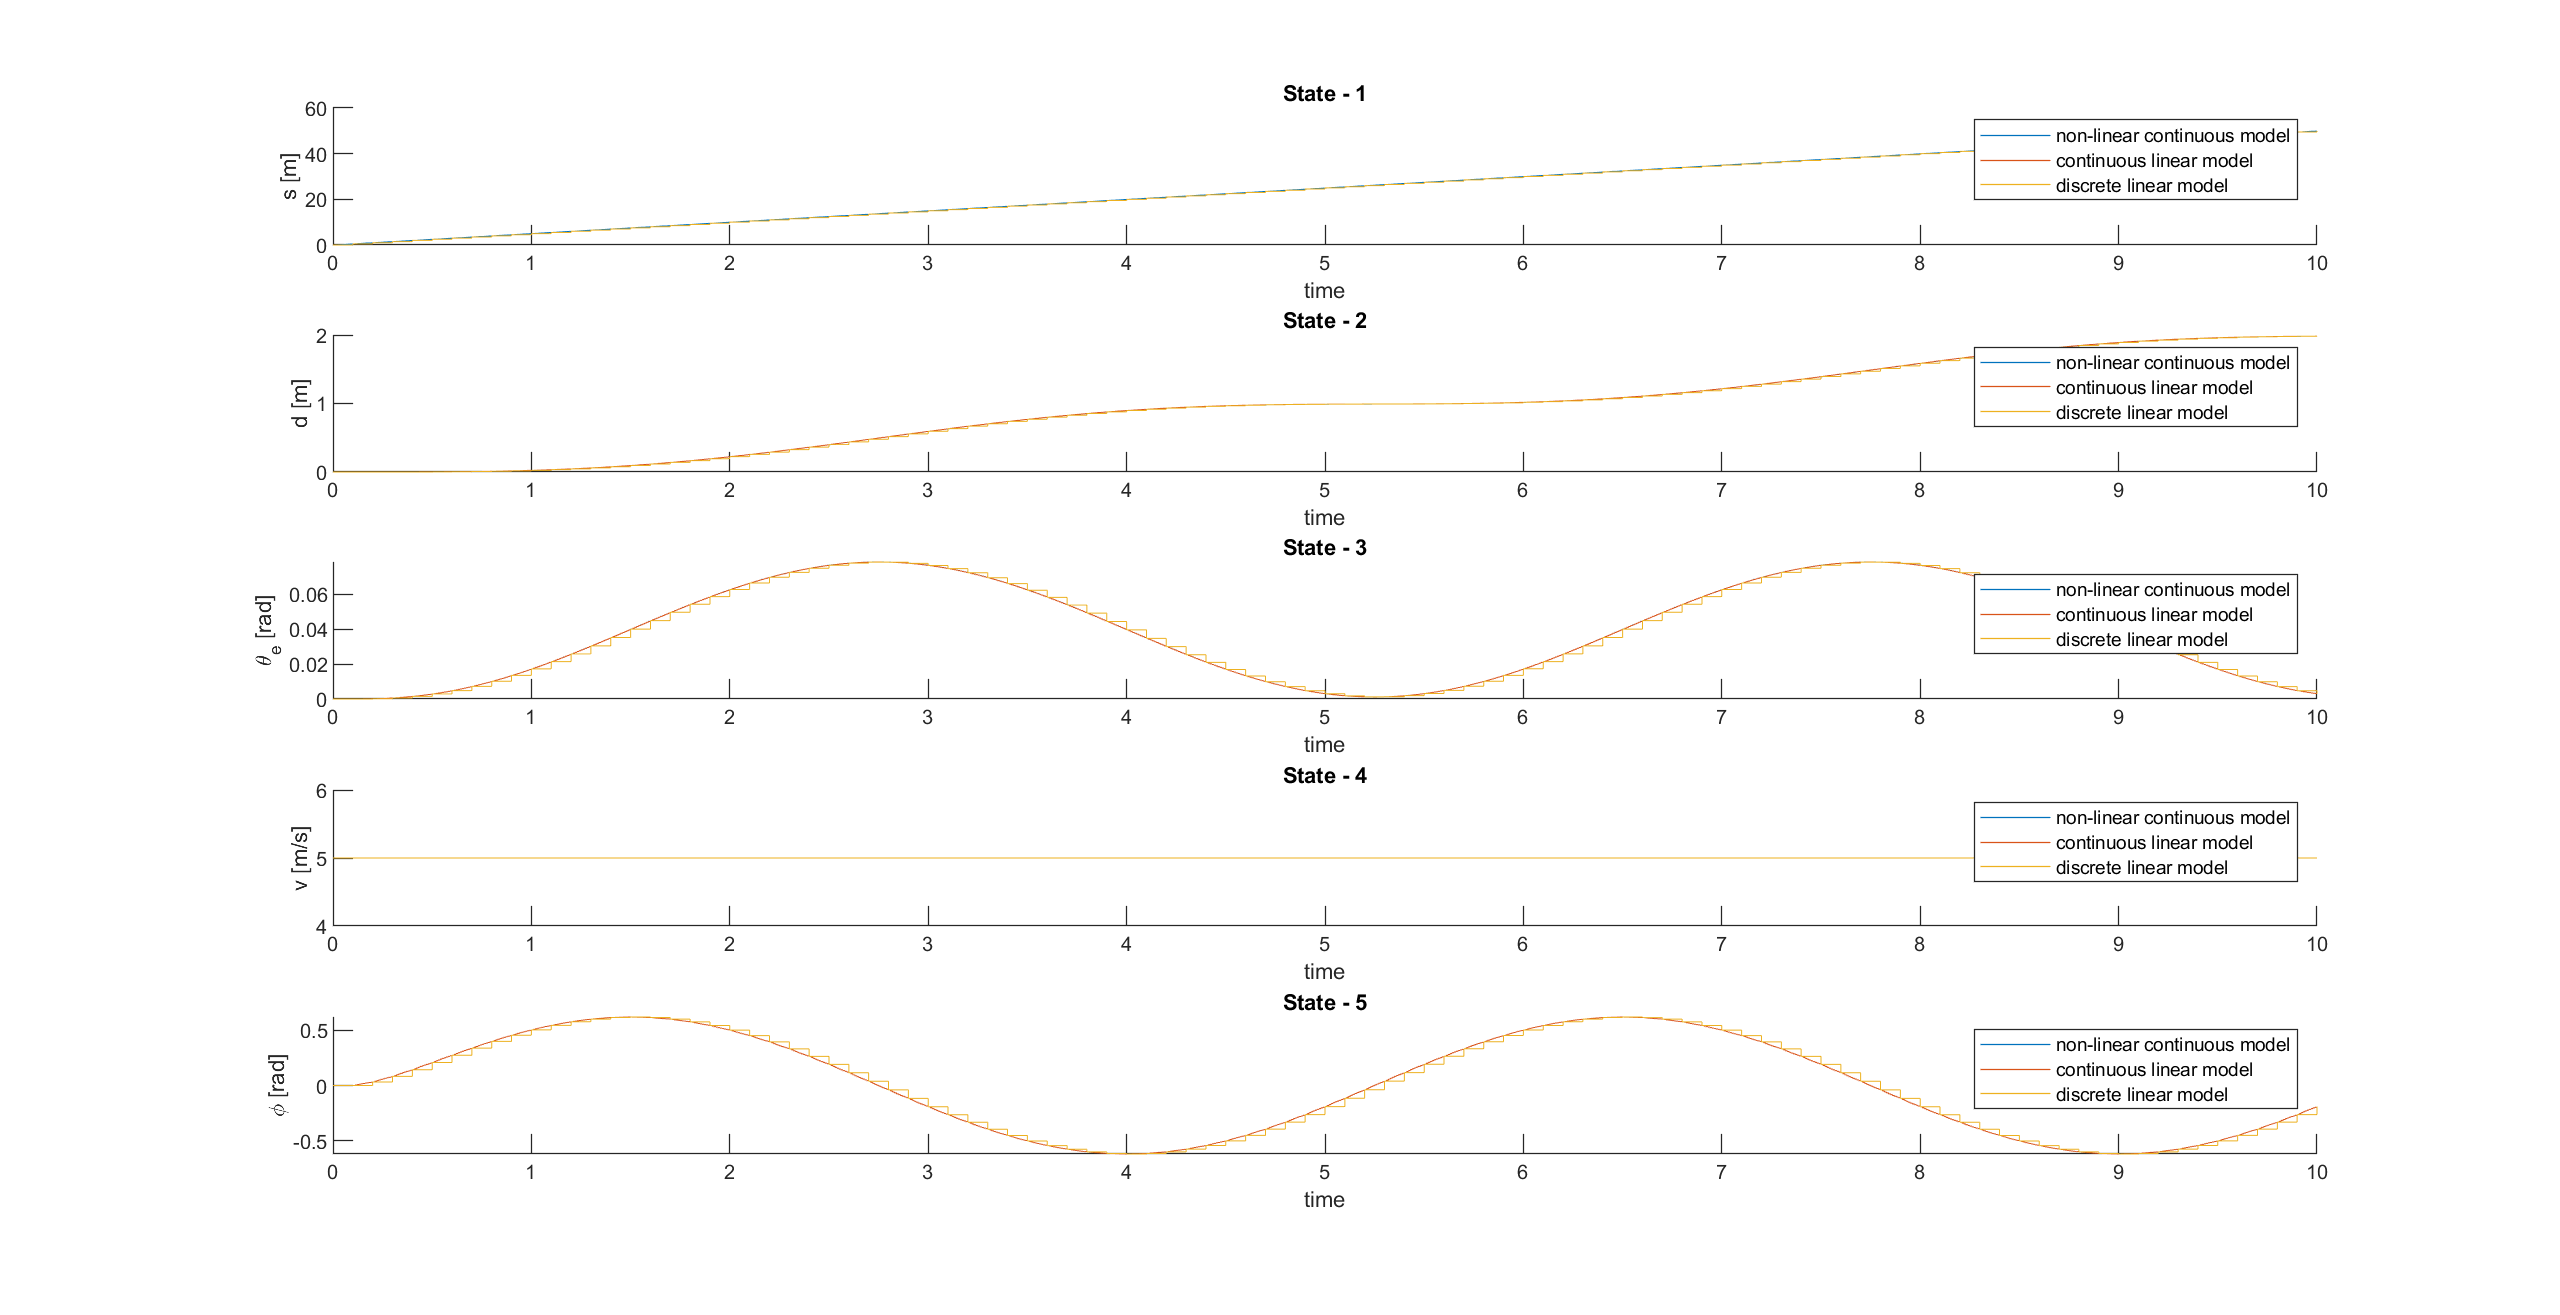 State - 1
60
40
20
0
s [m]
non-linear continuous model
continuous linear model
discrete linear model
0 1 2 3 4 5 6 7 8 9 10
time
State - 2
2
1
0
d [m]
non-linear continuous model
continuous linear model
discrete linear model
0 1 2 3 4 5 6 7 8 9 10
time
State - 3
0.06
0.04
0.02
0
θe [rad]
non-linear continuous model
continuous linear model
discrete linear model
0 1 2 3 4 5 6 7 8 9 10
time
State - 4
6
5
4
v [m/s]
non-linear continuous model
continuous linear model
discrete linear model
0 1 2 3 4 5 6 7 8 9 10
time
State - 5
0.5
0
-0.5
ϕ [rad]
non-linear continuous model
continuous linear model
discrete linear model
0 1 2 3 4 5 6 7 8 9 10
time